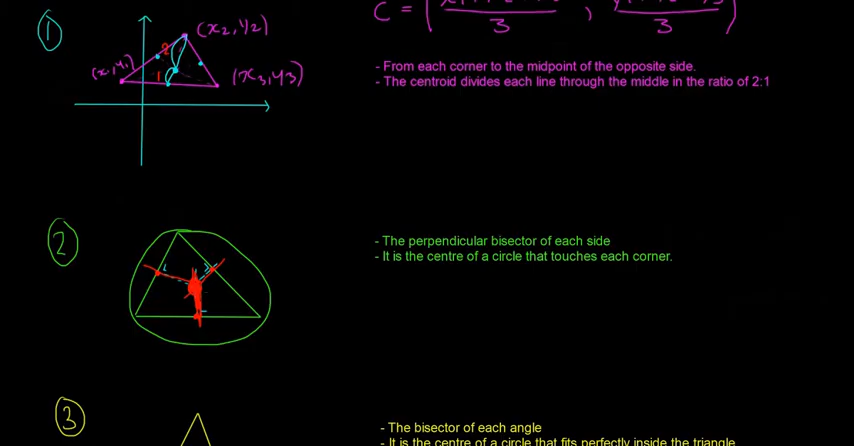 ①
(x₂, y₂)
2
(x₁, y₁)
1
(x₃, y₃)
C = ( 3 , 3 )
- From each corner to the midpoint of the opposite side.
- The centroid divides each line through the middle in the ratio of 2:1
②
- The perpendicular bisector of each side
- It is the centre of a circle that touches each corner.
③
- The bisector of each angle
- It is the centre of a circle that fits perfectly inside the triangle